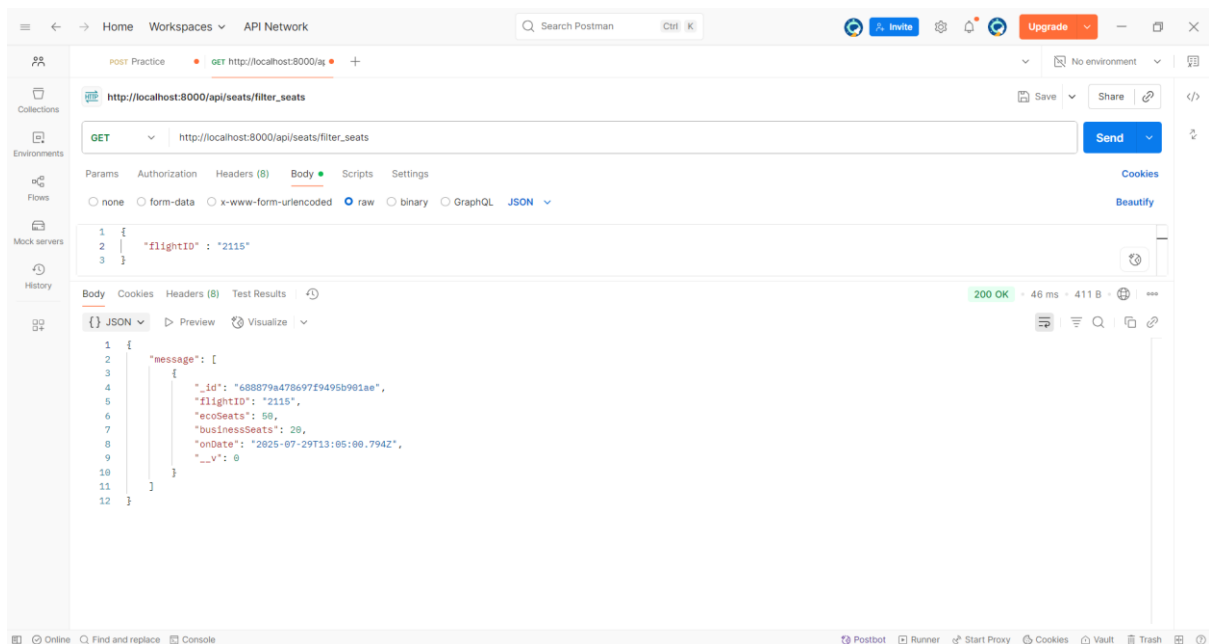 Home Workspaces API Network Search Postman Ctrl K Invite Upgrade
POST Practice GET http://localhost:8000/ap No environment
Collections
Environments
Flows
Mock servers
History
HTTP http://localhost:8000/api/seats/filter_seats Save Share
GET http://localhost:8000/api/seats/filter_seats Send
Params Authorization Headers (8) Body Scripts Settings Cookies
none form-data x-www-form-urlencoded raw binary GraphQL JSON Beautify
1 {
2 "flightID" : "2115"
3 }
Body Cookies Headers (8) Test Results 200 OK 46 ms 411 B
{} JSON Preview Visualize
1 {
2 "message": [
3 {
4 "_id": "688879a478697f9495b901ae",
5 "flightID": "2115",
6 "ecoSeats": 50,
7 "businessSeats": 20,
8 "onDate": "2025-07-29T13:05:00.794Z",
9 "__v": 0
10 }
11 ]
12 }
Online Find and replace Console Postbot Runner Start Proxy Cookies Vault Trash